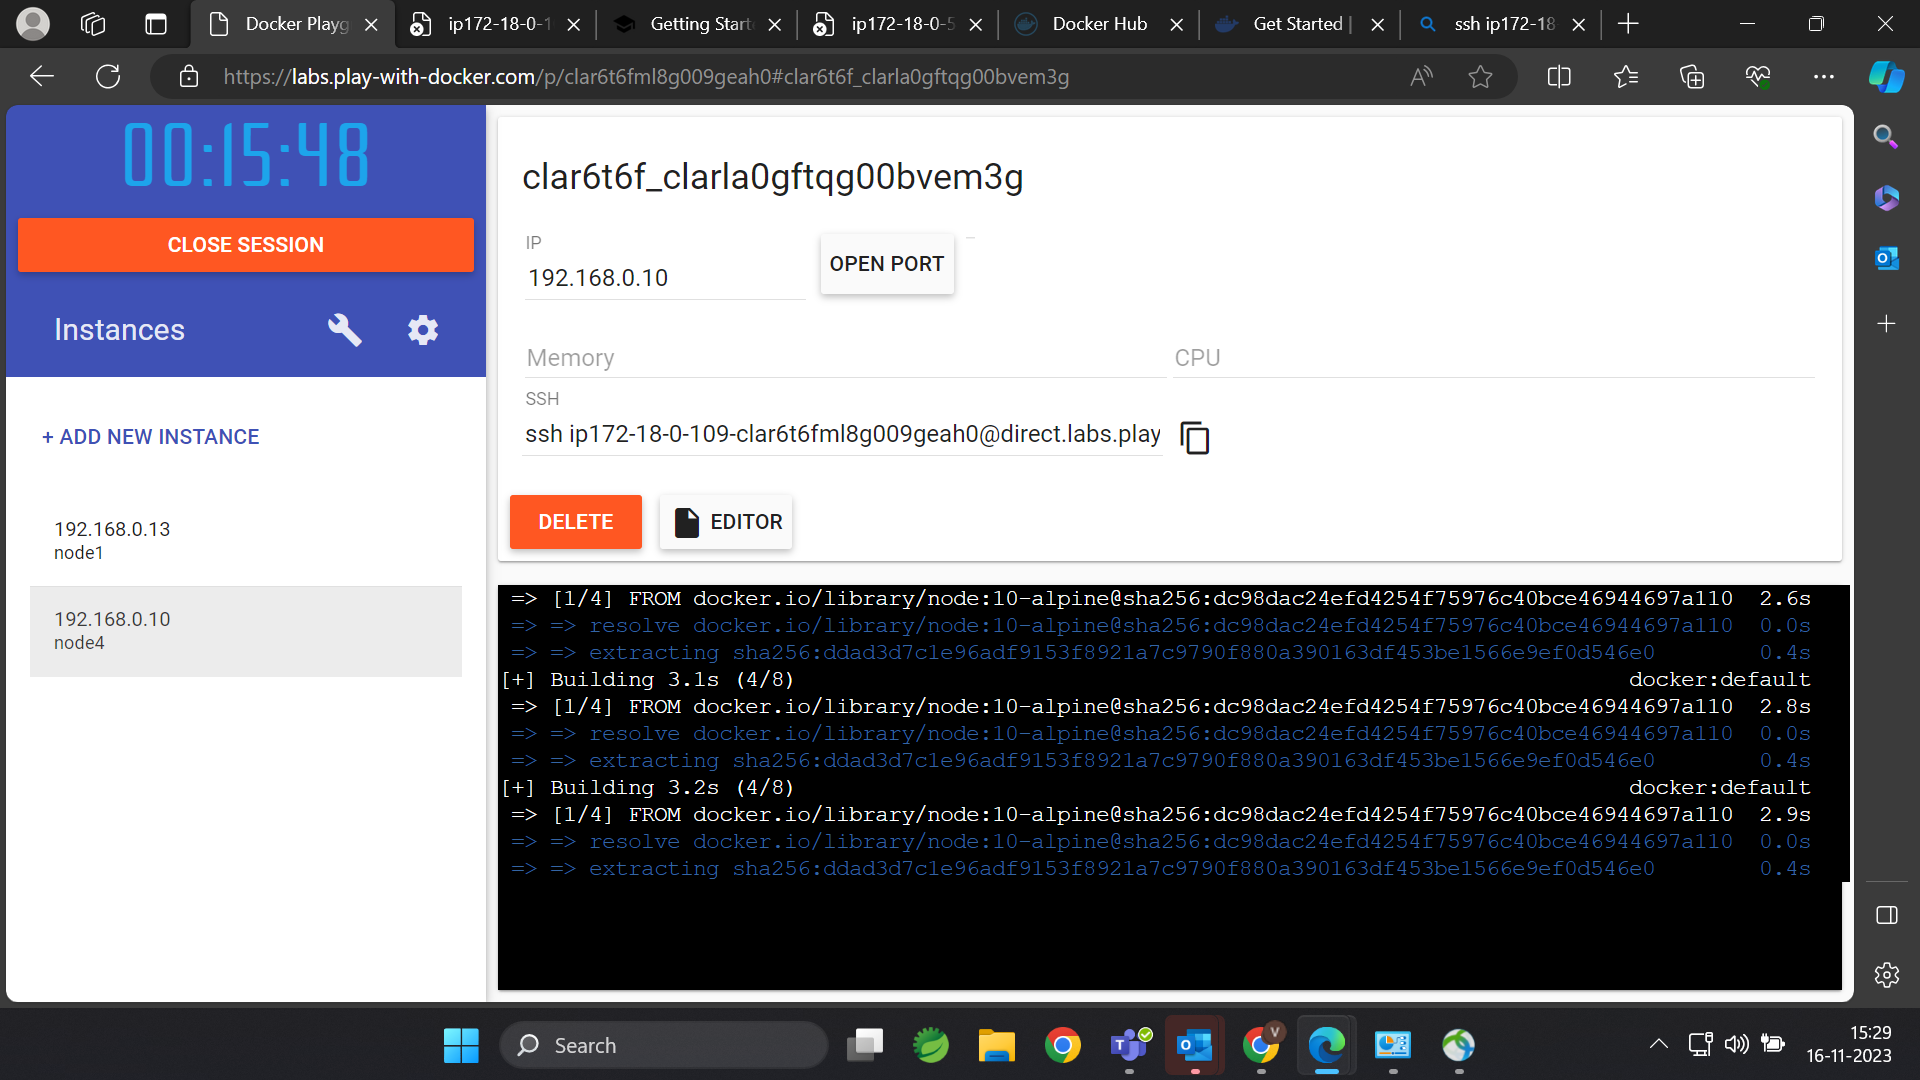 Docker Playg
ip172-18-0-1
Getting Starte
ip172-18-0-5
Docker Hub
Get Started |
ssh ip172-18
https://labs.play-with-docker.com/p/clar6t6fml8g009geah0#clar6t6f_clarla0gftqg00bvem3g
00:15:48
CLOSE SESSION
Instances
+ ADD NEW INSTANCE
192.168.0.13
node1
192.168.0.10
node4
clar6t6f_clarla0gftqg00bvem3g
IP
192.168.0.10
OPEN PORT
Memory
CPU
SSH
ssh ip172-18-0-109-clar6t6fml8g009geah0@direct.labs.play
DELETE
EDITOR
=> [1/4] FROM docker.io/library/node:10-alpine@sha256:dc98dac24efd4254f75976c40bce46944697a110 2.6s
=> => resolve docker.io/library/node:10-alpine@sha256:dc98dac24efd4254f75976c40bce46944697a110 0.0s
=> => extracting sha256:ddad3d7c1e96adf9153f8921a7c9790f880a390163df453be1566e9ef0d546e0 0.4s
[+] Building 3.1s (4/8) docker:default
=> [1/4] FROM docker.io/library/node:10-alpine@sha256:dc98dac24efd4254f75976c40bce46944697a110 2.8s
=> => resolve docker.io/library/node:10-alpine@sha256:dc98dac24efd4254f75976c40bce46944697a110 0.0s
=> => extracting sha256:ddad3d7c1e96adf9153f8921a7c9790f880a390163df453be1566e9ef0d546e0 0.4s
[+] Building 3.2s (4/8) docker:default
=> [1/4] FROM docker.io/library/node:10-alpine@sha256:dc98dac24efd4254f75976c40bce46944697a110 2.9s
=> => resolve docker.io/library/node:10-alpine@sha256:dc98dac24efd4254f75976c40bce46944697a110 0.0s
=> => extracting sha256:ddad3d7c1e96adf9153f8921a7c9790f880a390163df453be1566e9ef0d546e0 0.4s
Search
V
15:29
16-11-2023